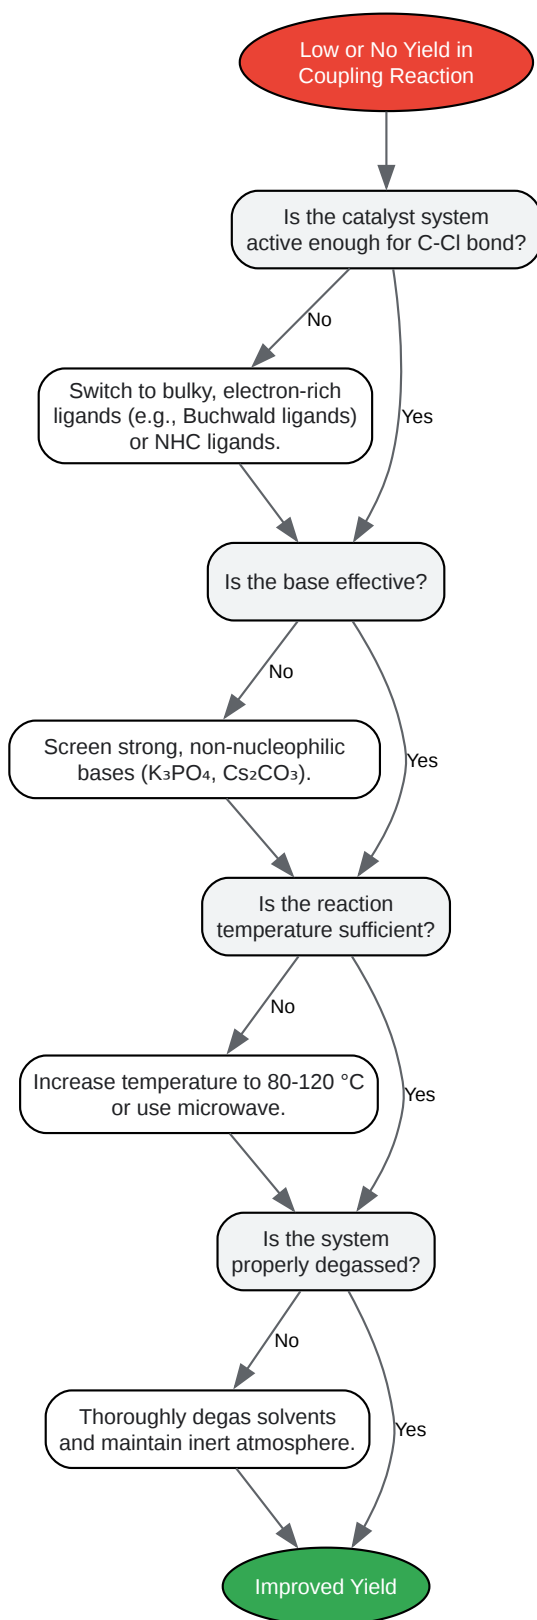 Low or No Yield in
Coupling Reaction
Is the catalyst system
active enough for C-Cl bond?
No
Switch to bulky, electron-rich
ligands (e.g., Buchwald ligands)
or NHC ligands.
Yes
Is the base effective?
No
Screen strong, non-nucleophilic
bases (K₃PO₄, Cs₂CO₃).
Yes
Is the reaction
temperature sufficient?
No
Increase temperature to 80-120 °C
or use microwave.
Yes
Is the system
properly degassed?
No
Thoroughly degas solvents
and maintain inert atmosphere.
Yes
Improved Yield